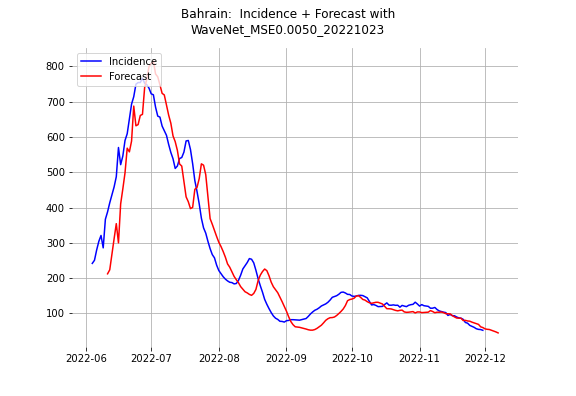 Bahrain:  Incidence + Forecast with
WaveNet_MSE0.0050_20221023
Incidence
Forecast
800
700
600
500
400
300
200
100
2022-06 2022-07 2022-08 2022-09 2022-10 2022-11 2022-12